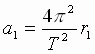 a₁ = 4π²/T² r₁